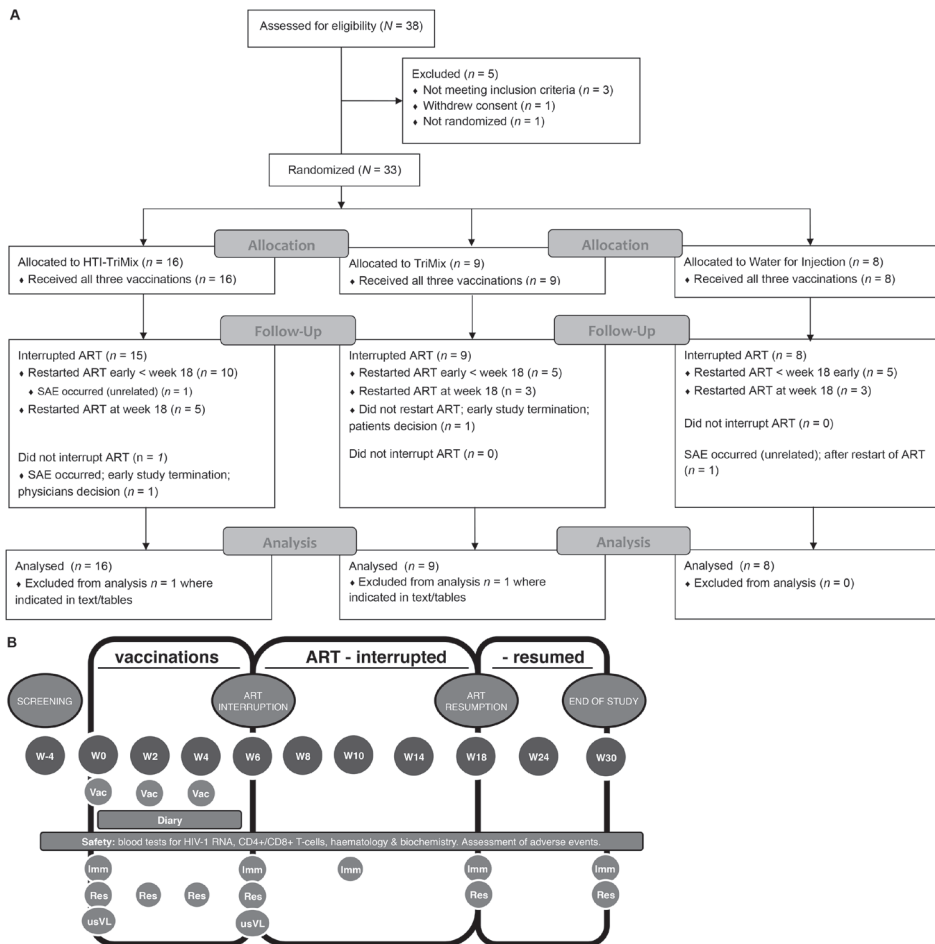 A
Assessed for eligibility (N = 38)
Excluded (n = 5)
♦ Not meeting inclusion criteria (n = 3)
♦ Withdrew consent (n = 1)
♦ Not randomized (n = 1)
Randomized (N = 33)
Allocation
Allocation
Allocated to HTI-TriMix (n = 16)
♦ Received all three vaccinations (n = 16)
Allocated to TriMix (n = 9)
♦ Received all three vaccinations (n = 9)
Allocated to Water for Injection (n = 8)
♦ Received all three vaccinations (n = 8)
Follow-Up
Follow-Up
Interrupted ART (n = 15)
♦ Restarted ART early < week 18 (n = 10)
♦ SAE occurred (unrelated) (n = 1)
♦ Restarted ART at week 18 (n = 5)
Did not interrupt ART (n = 1)
♦ SAE occurred; early study termination;
physicians decision (n = 1)
Interrupted ART (n = 9)
♦ Restarted ART early < week 18 (n = 5)
♦ Restarted ART at week 18 (n = 3)
♦ Did not restart ART; early study termination;
patients decision (n = 1)
Did not interrupt ART (n = 0)
Interrupted ART (n = 8)
♦ Restarted ART < week 18 early (n = 5)
♦ Restarted ART at week 18 (n = 3)
Did not interrupt ART (n = 0)
SAE occurred (unrelated); after restart of ART
(n = 1)
Analysis
Analysis
Analysed (n = 16)
♦ Excluded from analysis n = 1 where
indicated in text/tables
Analysed (n = 9)
♦ Excluded from analysis n = 1 where
indicated in text/tables
Analysed (n = 8)
♦ Excluded from analysis (n = 0)
B
vaccinations ART - interrupted - resumed
SCREENING
ART
INTERRUPTION
ART
RESUMPTION
END OF STUDY
W-4 W0 W2 W4 W6 W8 W10 W14 W18 W24 W30
Vac Vac Vac
Diary
Safety: blood tests for HIV-1 RNA, CD4+/CD8+ T-cells, haematology & biochemistry. Assessment of adverse events.
Imm Imm Imm Imm Imm
Res Res Res Res Res Res
usVL usVL